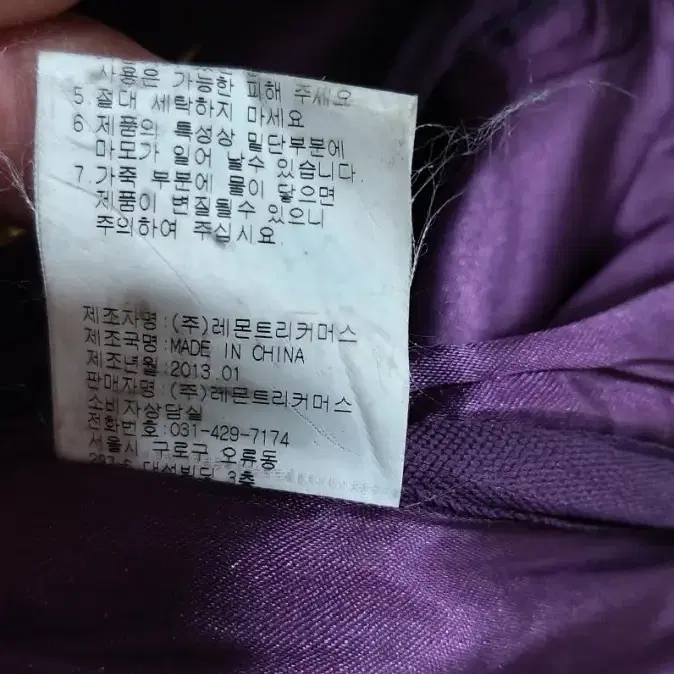 사용은 가능한 피해 주세요
5.절대 세탁하지 마세요
6.제품의 특성상 밑단부분에
마모가 일어 날수 있습니다.
7.가죽 부분에 물이 닿으면
제품이 변질될수 있으니
주의하여 주십시요.
제조자명:(주)레몬트리커머스
제조국명:MADE IN CHINA
제조년월:2013.01
판매자명:(주)레몬트리커머스
소비자상담실
전화번호:031-429-7174
서울시 구로구 오류동
3층